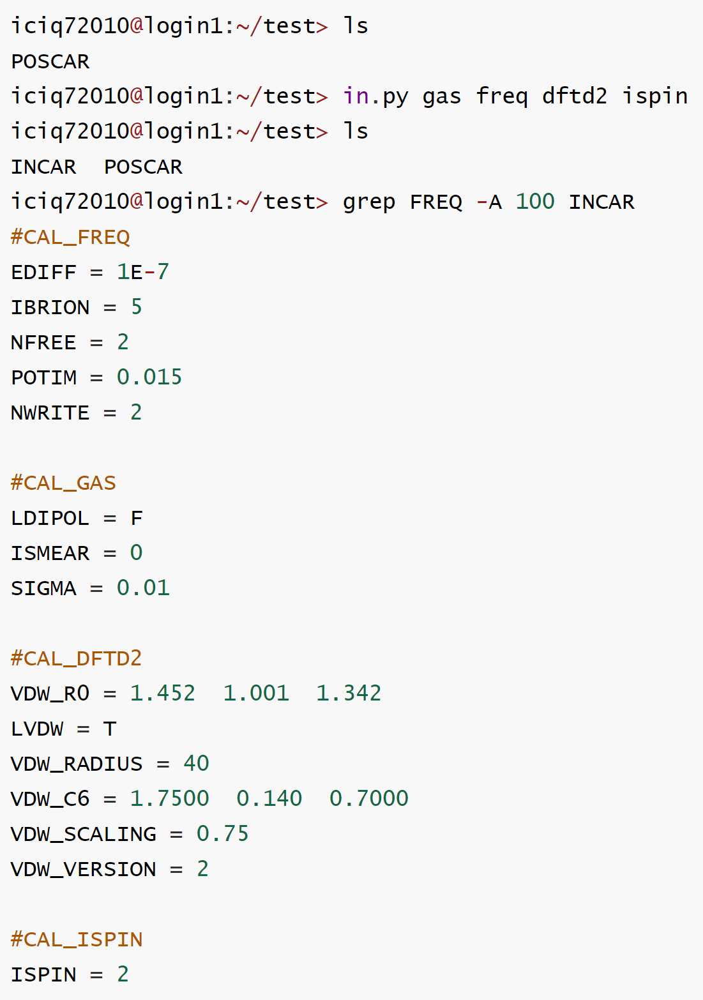 iciq72010@login1:~/test> ls
POSCAR
iciq72010@login1:~/test> in.py gas freq dftd2 ispin
iciq72010@login1:~/test> ls
INCAR  POSCAR
iciq72010@login1:~/test> grep FREQ -A 100 INCAR
#CAL_FREQ
EDIFF = 1E-7
IBRION = 5
NFREE = 2
POTIM = 0.015
NWRITE = 2

#CAL_GAS
LDIPOL = F
ISMEAR = 0
SIGMA = 0.01

#CAL_DFTD2
VDW_R0 = 1.452  1.001  1.342
LVDW = T
VDW_RADIUS = 40
VDW_C6 = 1.7500  0.140  0.7000
VDW_SCALING = 0.75
VDW_VERSION = 2

#CAL_ISPIN
ISPIN = 2